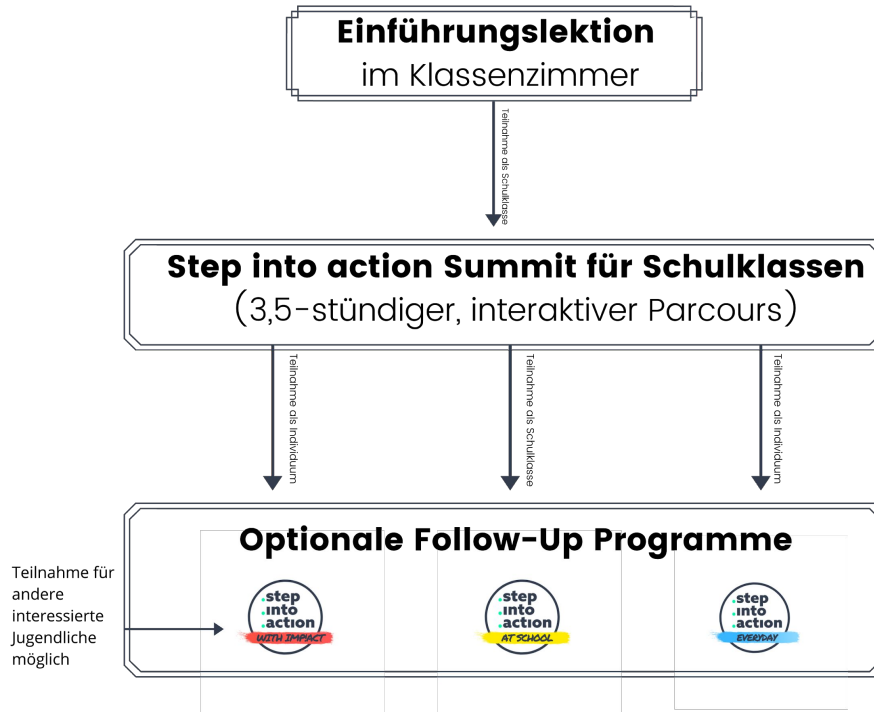 Einführungslektion
im Klassenzimmer
Teilnahme als Schulklasse
Step into action Summit für Schulklassen
(3,5-stündiger, interaktiver Parcours)
Teilnahme als Individuum
Teilnahme als Schulklasse
Teilnahme als Individuum
Optionale Follow-Up Programme
Teilnahme für
andere
interessierte
Jugendliche
möglich
.step
.into
.action
WITH IMPACT
.step
.into
.action
AT SCHOOL
.step
.into
.action
EVERYDAY